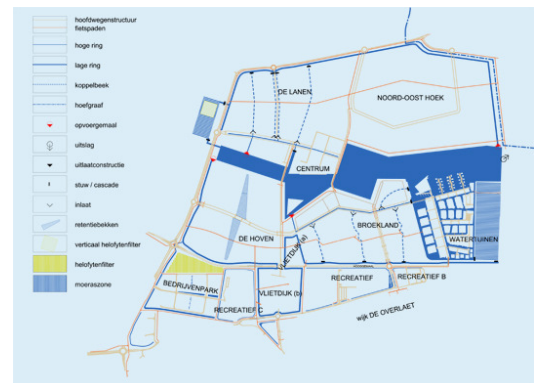 hoofdwegenstructuur
fietspaden
hoge ring
lage ring
koppelbeek
hoefgraaf
opvoergemaal
uitslag
uitlaatconstructie
stuw / cascade
inlaat
retentiebekken
verticaal helofytenfilter
helofytenfilter
moeraszone
DE LANEN
NOORD-OOST HOEK
CENTRUM
BROEKLAND
DE HOVEN
VLIETDIJK (a)
WATERTUINEN
BEDRIJVENPARK
VLIETDIJK (b)
RECREATIEF
RECREATIEF B
RECREATIEF C
wijk DE OVERLAET